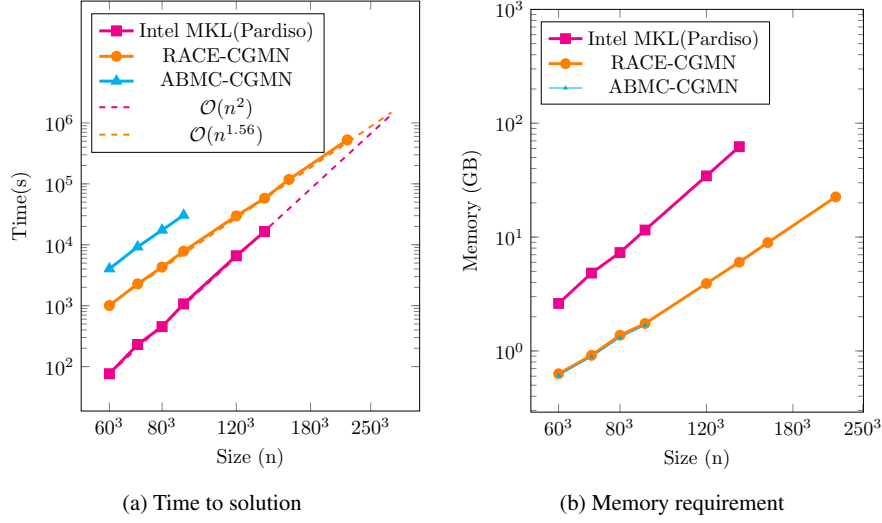 Intel MKL(Pardiso)
RACE-CGMN
ABMC-CGMN
𝒪(n²)
𝒪(n¹·⁵⁶)
10⁶
10⁵
10⁴
10³
10²
Time(s)
60³ 80³ 120³ 180³ 250³
Size (n)
(a) Time to solution
10³
10²
10¹
10⁰
Memory (GB)
Intel MKL(Pardiso)
RACE-CGMN
ABMC-CGMN
60³ 80³ 120³ 180³ 250³
Size (n)
(b) Memory requirement